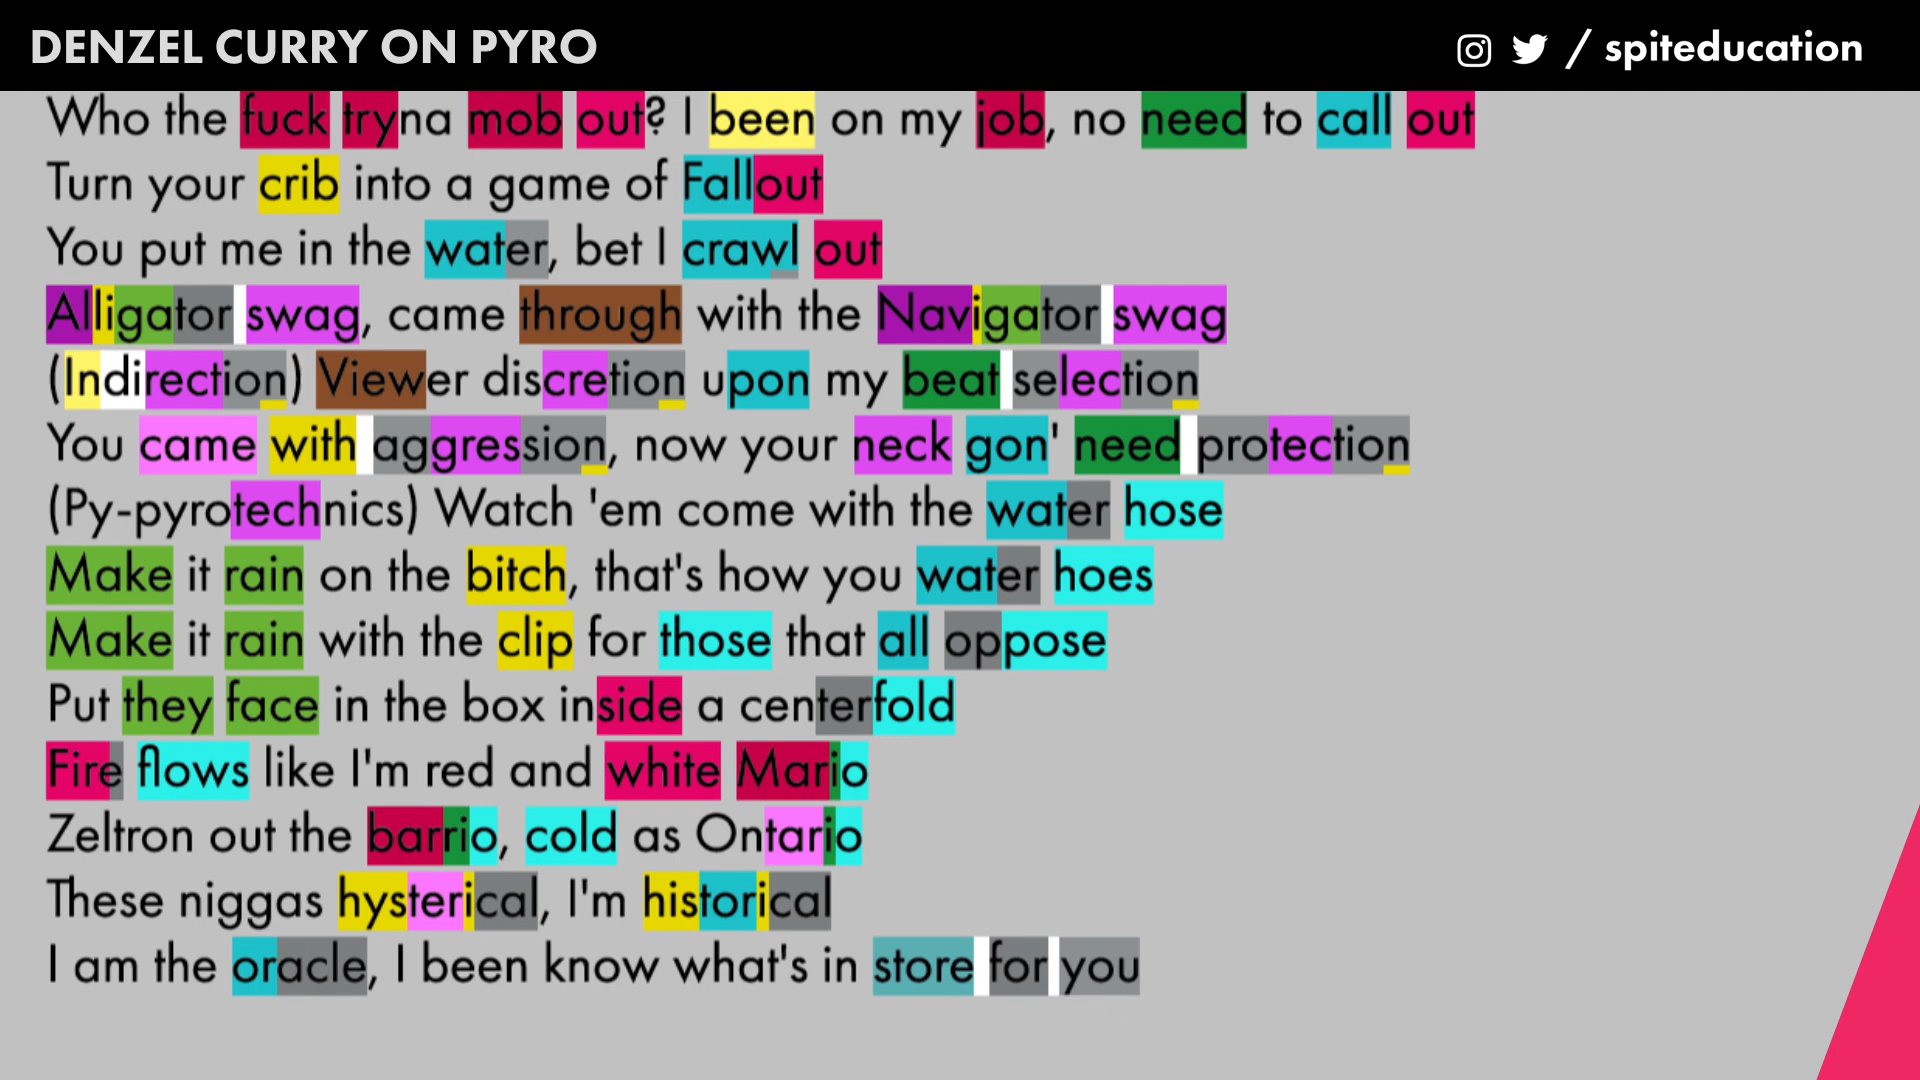 DENZEL CURRY ON PYRO
/ spiteducation
Who the fuck tryna mob out? I been on my job, no need to call out
Turn your crib into a game of Fallout
You put me in the water, bet I crawl out
Alligator swag, came through with the Navigator swag
(Indirection) Viewer discretion upon my beat selection
You came with aggression, now your neck gon' need protection
(Py-pyrotechnics) Watch 'em come with the water hose
Make it rain on the bitch, that's how you water hoes
Make it rain with the clip for those that all oppose
Put they face in the box inside a centerfold
Fire flows like I'm red and white Mario
Zeltron out the barrio, cold as Ontario
These niggas hysterical, I'm historical
I am the oracle, I been know what's in store for you